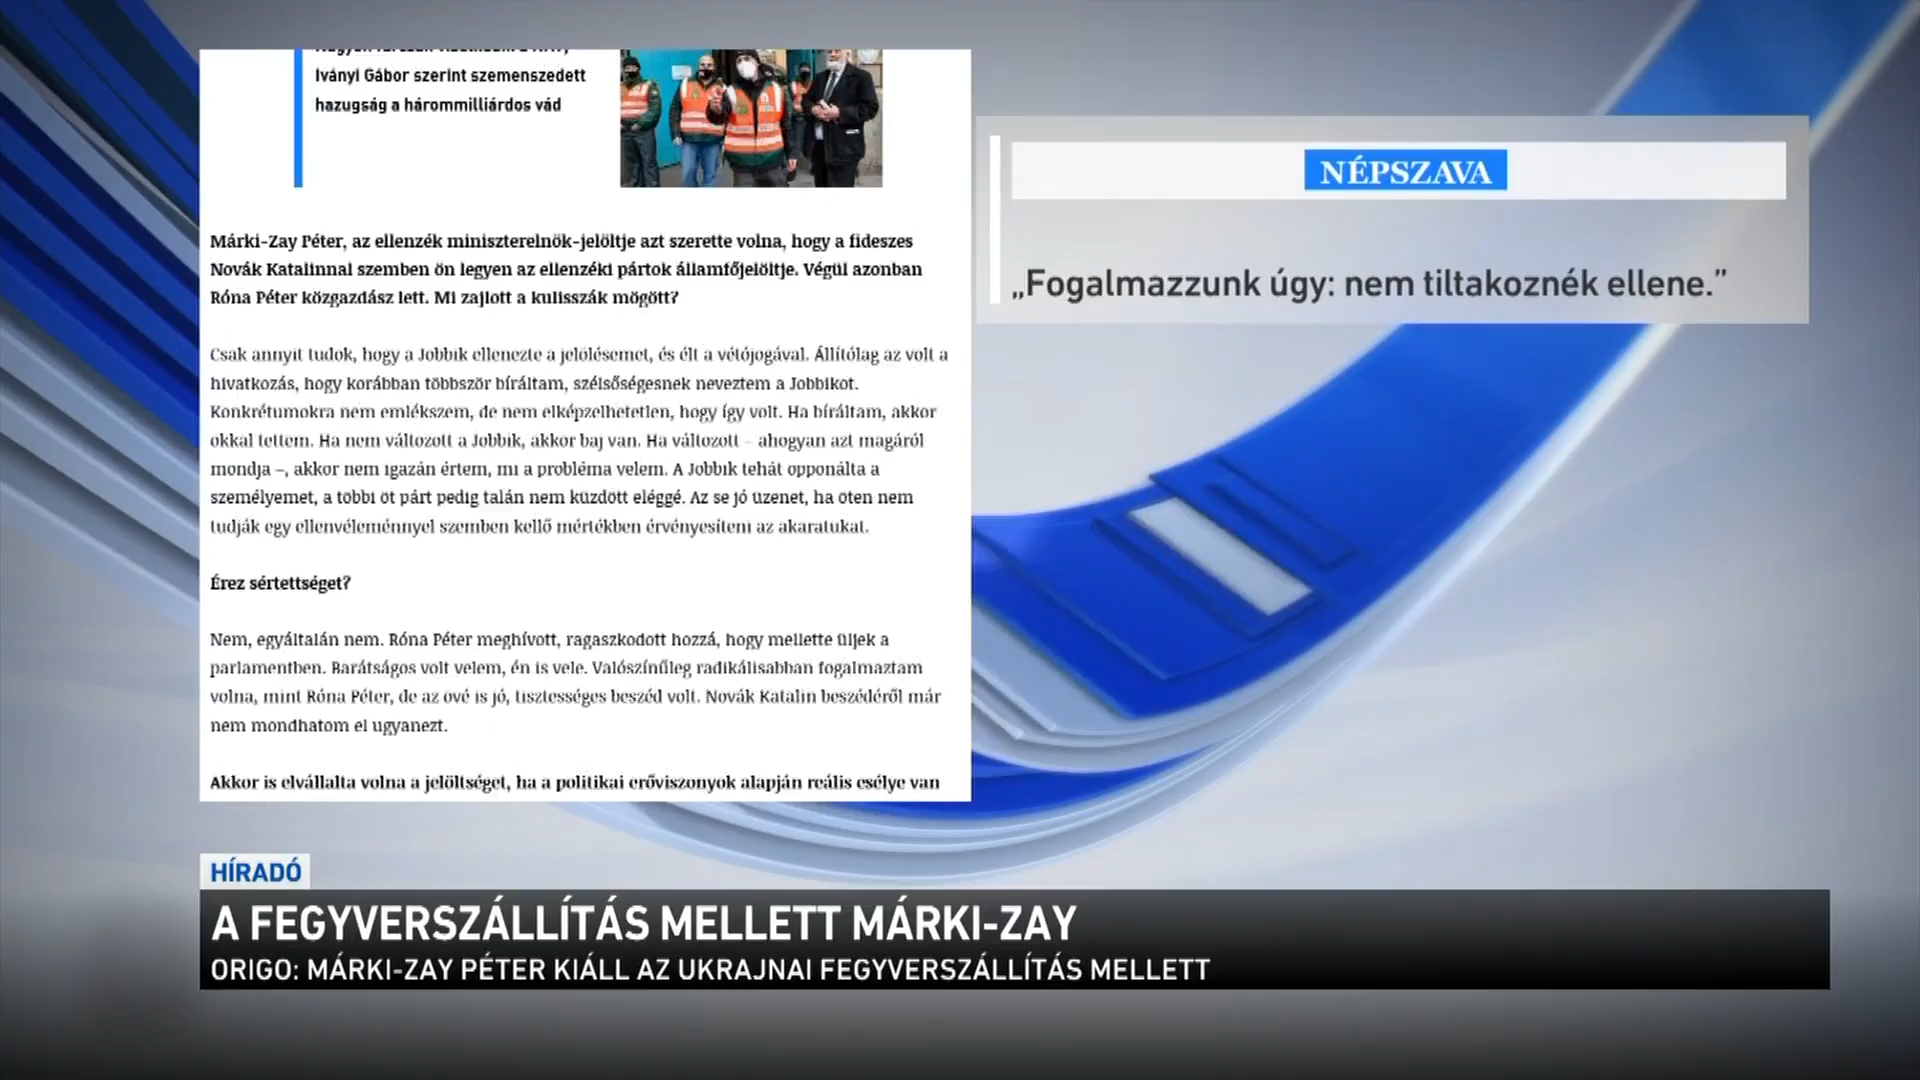 Iványi Gábor szerint szemenszedett
hazugság a hárommilliárdos vád
Márki-Zay Péter, az ellenzék miniszterelnök-jelöltje azt szerette volna, hogy a fideszes
Novák Katalinnal szemben ön legyen az ellenzéki pártok államfőjelöltje. Végül azonban
Róna Péter közgazdász lett. Mi zajlott a kulisszák mögött?
Csak annyit tudok, hogy a Jobbik ellenezte a jelölésemet, és élt a vétójogával. Állítólag az volt a
hivatkozás, hogy korábban többször bíráltam, szélsőségesnek neveztem a Jobbikot.
Konkrétumokra nem emlékszem, de nem elképzelhetetlen, hogy így volt. Ha bíráltam, akkor
okkal tettem. Ha nem változott a Jobbik, akkor baj van. Ha változott – ahogyan azt magáról
mondja –, akkor nem igazán értem, mi a probléma velem. A Jobbik tehát opponálta a
személyemet, a többi öt párt pedig talán nem küzdött eléggé. Az se jó üzenet, ha öten nem
tudják egy ellenvéleménnyel szemben kellő mértékben érvényesíteni az akaratukat.
Érez sértettséget?
Nem, egyáltalán nem. Róna Péter meghívott, ragaszkodott hozzá, hogy mellette üljek a
parlamentben. Barátságos volt velem, én is vele. Valószínűleg radikálisabban fogalmaztam
volna, mint Róna Péter, de az övé is jó, tisztességes beszéd volt. Novák Katalin beszédéről már
nem mondhatom el ugyanezt.
Akkor is elvállalta volna a jelöltséget, ha a politikai erőviszonyok alapján reális esélye van
NÉPSZAVA
„Fogalmazzunk úgy: nem tiltakoznék ellene.”
HÍRADÓ
A FEGYVERSZÁLLÍTÁS MELLETT MÁRKI-ZAY
ORIGO: MÁRKI-ZAY PÉTER KIÁLL AZ UKRAJNAI FEGYVERSZÁLLÍTÁS MELLETT